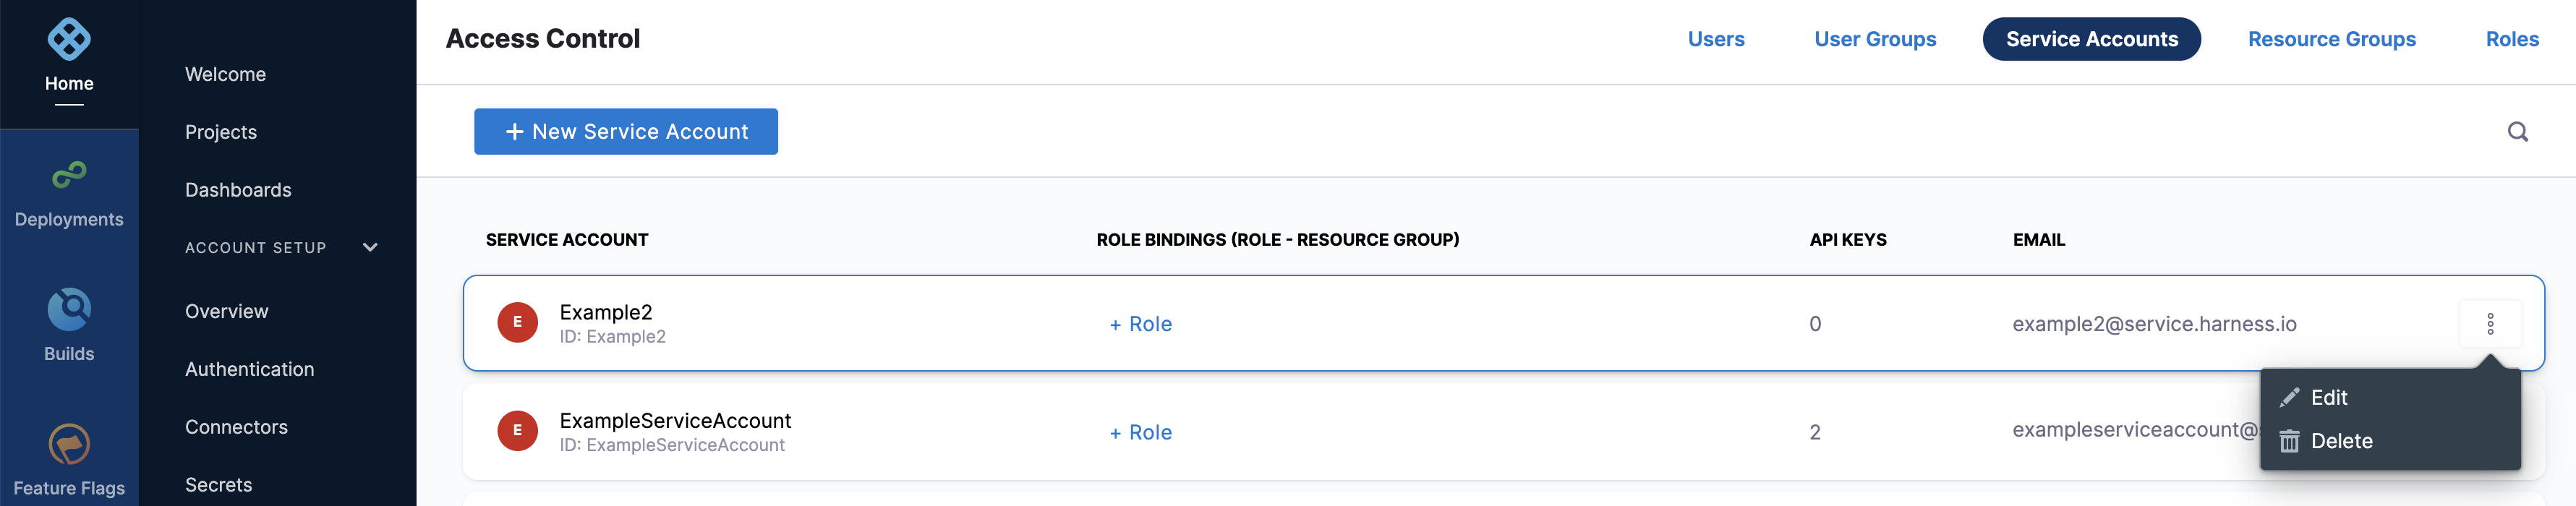 Home
Deployments
Builds
Feature Flags
Welcome
Projects
Dashboards
ACCOUNT SETUP
Overview
Authentication
Connectors
Secrets
Access Control
Users
User Groups
Service Accounts
Resource Groups
Roles
+ New Service Account
SERVICE ACCOUNT
ROLE BINDINGS (ROLE - RESOURCE GROUP)
API KEYS
EMAIL
E
Example2
ID: Example2
+ Role
0
example2@service.harness.io
E
ExampleServiceAccount
ID: ExampleServiceAccount
+ Role
2
exampleserviceaccount@
Edit
Delete